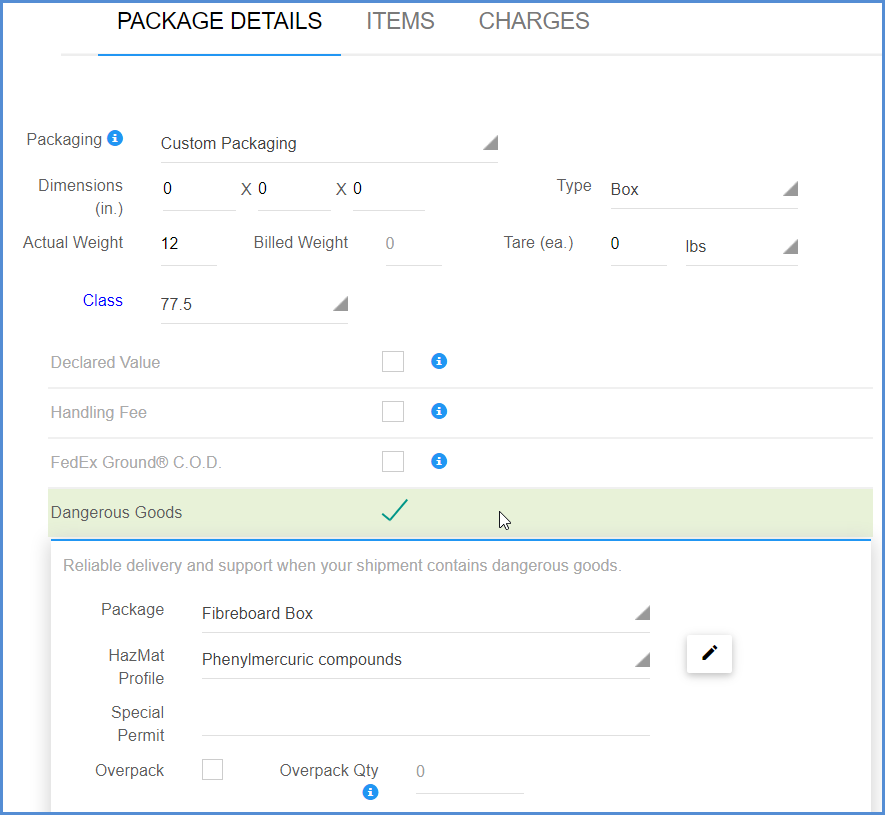 PACKAGE DETAILS ITEMS CHARGES
Packaging Custom Packaging
Dimensions (in.) 0 X 0 X 0 Type Box
Actual Weight 12 Billed Weight 0 Tare (ea.) 0 lbs
Class 77.5
Declared Value
Handling Fee
FedEx Ground® C.O.D.
Dangerous Goods
Reliable delivery and support when your shipment contains dangerous goods.
Package Fibreboard Box
HazMat Profile Phenylmercuric compounds
Special Permit
Overpack Overpack Qty 0